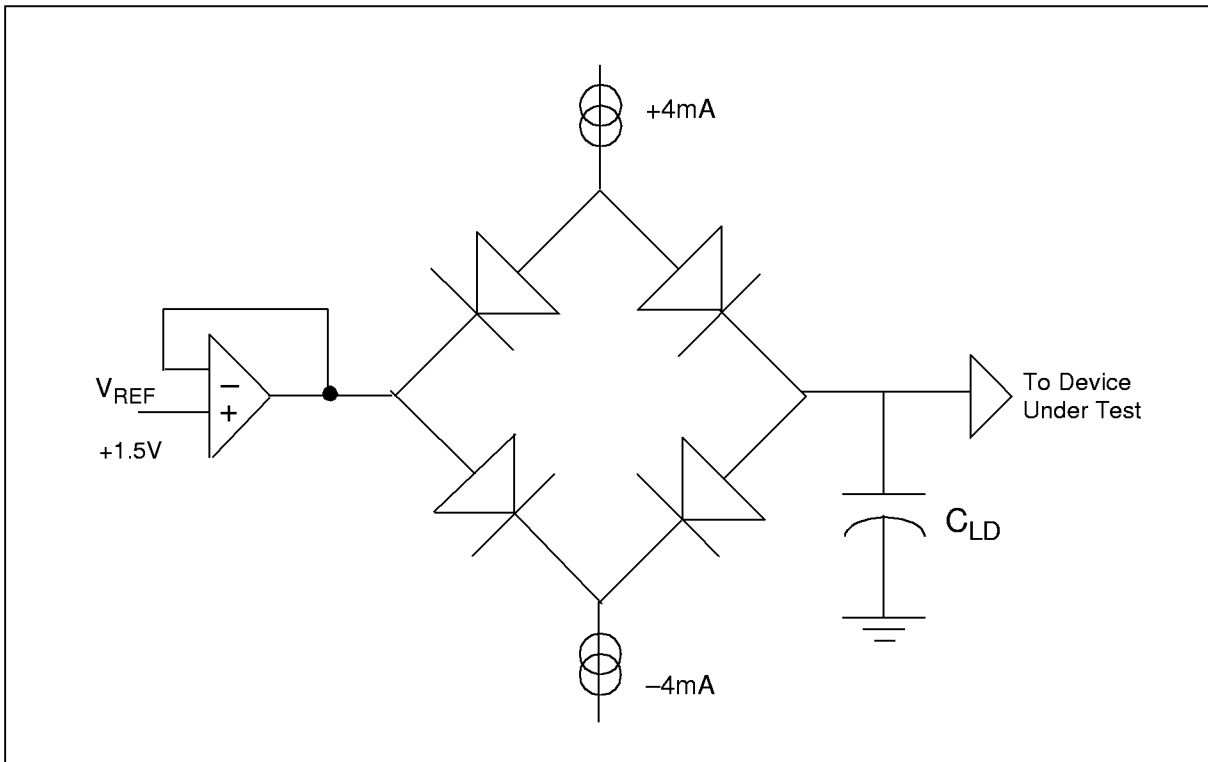 +4mA
V_REF
−
+
+1.5V
To Device
Under Test
C_LD
–4mA